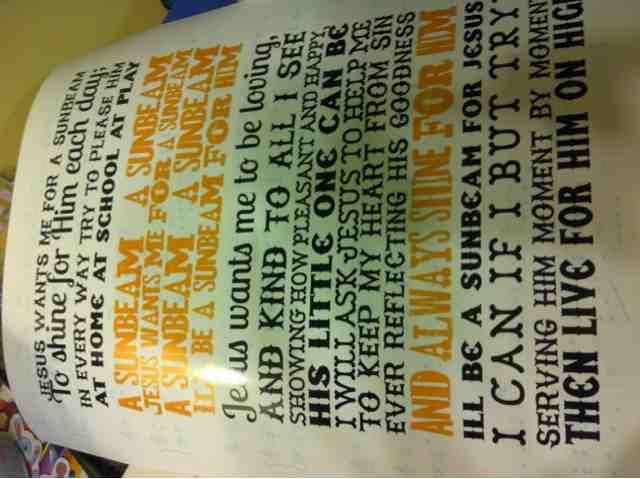 JESUS WANTS ME FOR A SUNBEAM
To shine for Him each day;
IN EVERY WAY TRY TO PLEASE HIM
AT HOME AT SCHOOL AT PLAY
A SUNBEAM A SUNBEAM
JESUS WANTS ME FOR A SUNBEAM
A SUNBEAM A SUNBEAM
ILL BE A SUNBEAM FOR HIM
Jesus wants me to be loving,
AND KIND TO ALL I SEE
SHOWING HOW PLEASANT AND HAPPY,
HIS LITTLE ONE CAN BE
I WILL ASK JESUS TO HELP ME
TO KEEP MY HEART FROM SIN
EVER REFLECTING HIS GOODNESS
AND ALWAYS SHINE FOR HIM
ILL BE A SUNBEAM FOR JESUS
I CAN IF I BUT TRY
SERVING HIM MOMENT BY MOMENT
THEN LIVE FOR HIM ON HIGH